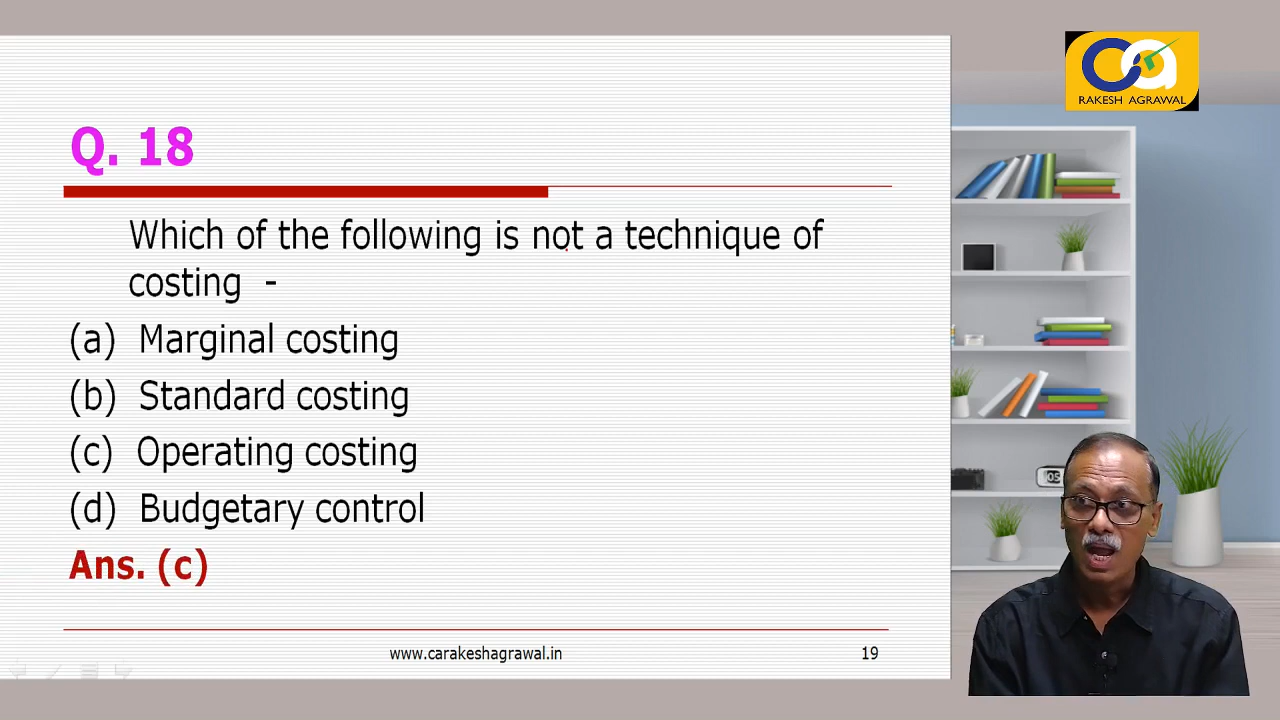 RAKESH AGRAWAL
Q. 18
Which of the following is not a technique of
costing -
(a) Marginal costing
(b) Standard costing
(c) Operating costing
(d) Budgetary control
Ans. (c)
www.carakeshagrawal.in
19